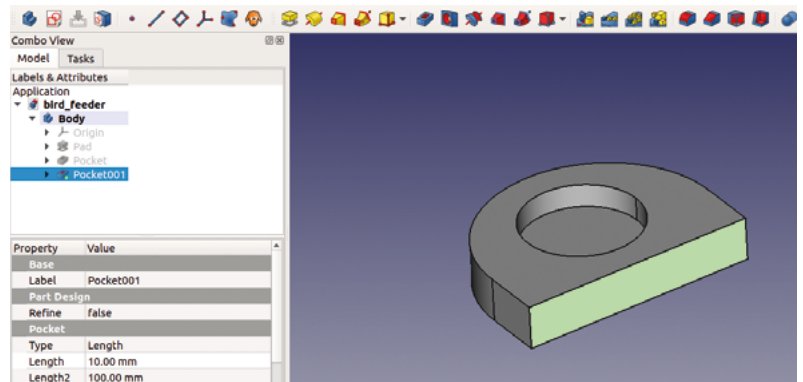 Combo View
Model Tasks
Labels & Attributes
Application
bird_feeder
Body
Origin
Pad
Pocket
Pocket001
Property Value
Base
Label Pocket001
Part Design
Refine false
Pocket
Type Length
Length 10.00 mm
Length2 100.00 mm